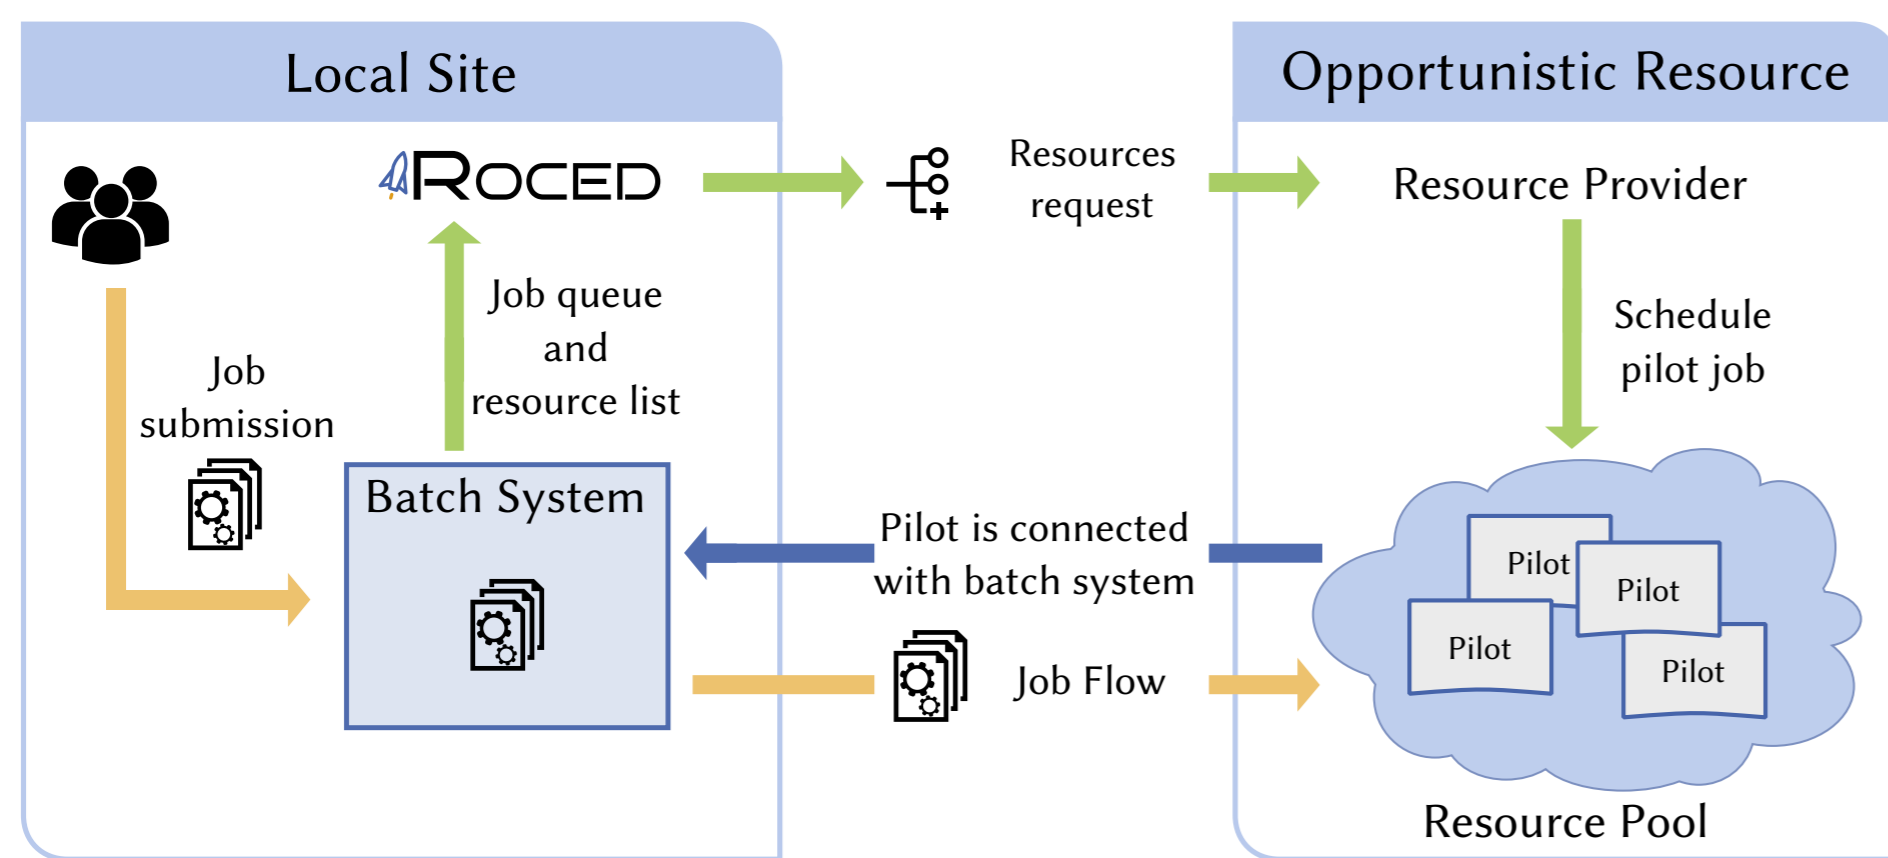 Local Site
Opportunistic Resource
ROCED
Resources
request
Resource Provider
Job queue
and
resource list
Job
submission
Schedule
pilot job
Batch System
Pilot is connected
with batch system
Pilot
Pilot
Pilot
Pilot
Job Flow
Resource Pool